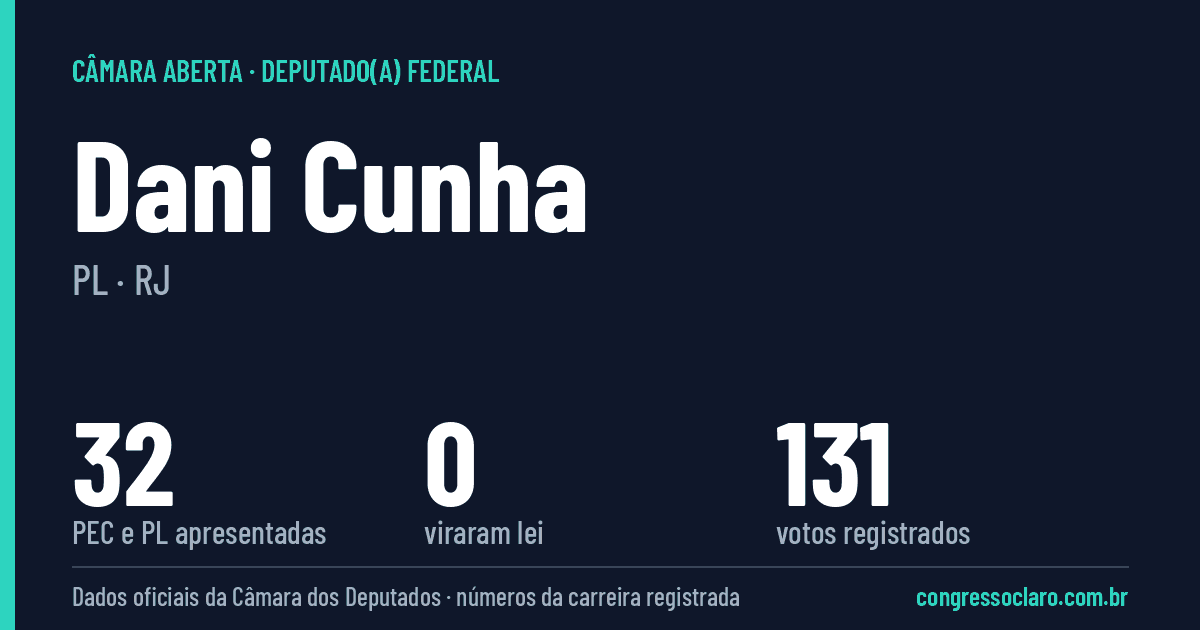 CÂMARA ABERTA · DEPUTADO(A) FEDERAL
Dani Cunha
PL · RJ
32
0
131
PEC e PL apresentadas
viraram lei
votos registrados
Dados oficiais da Câmara dos Deputados · números da carreira registrada
congressoclaro.com.br